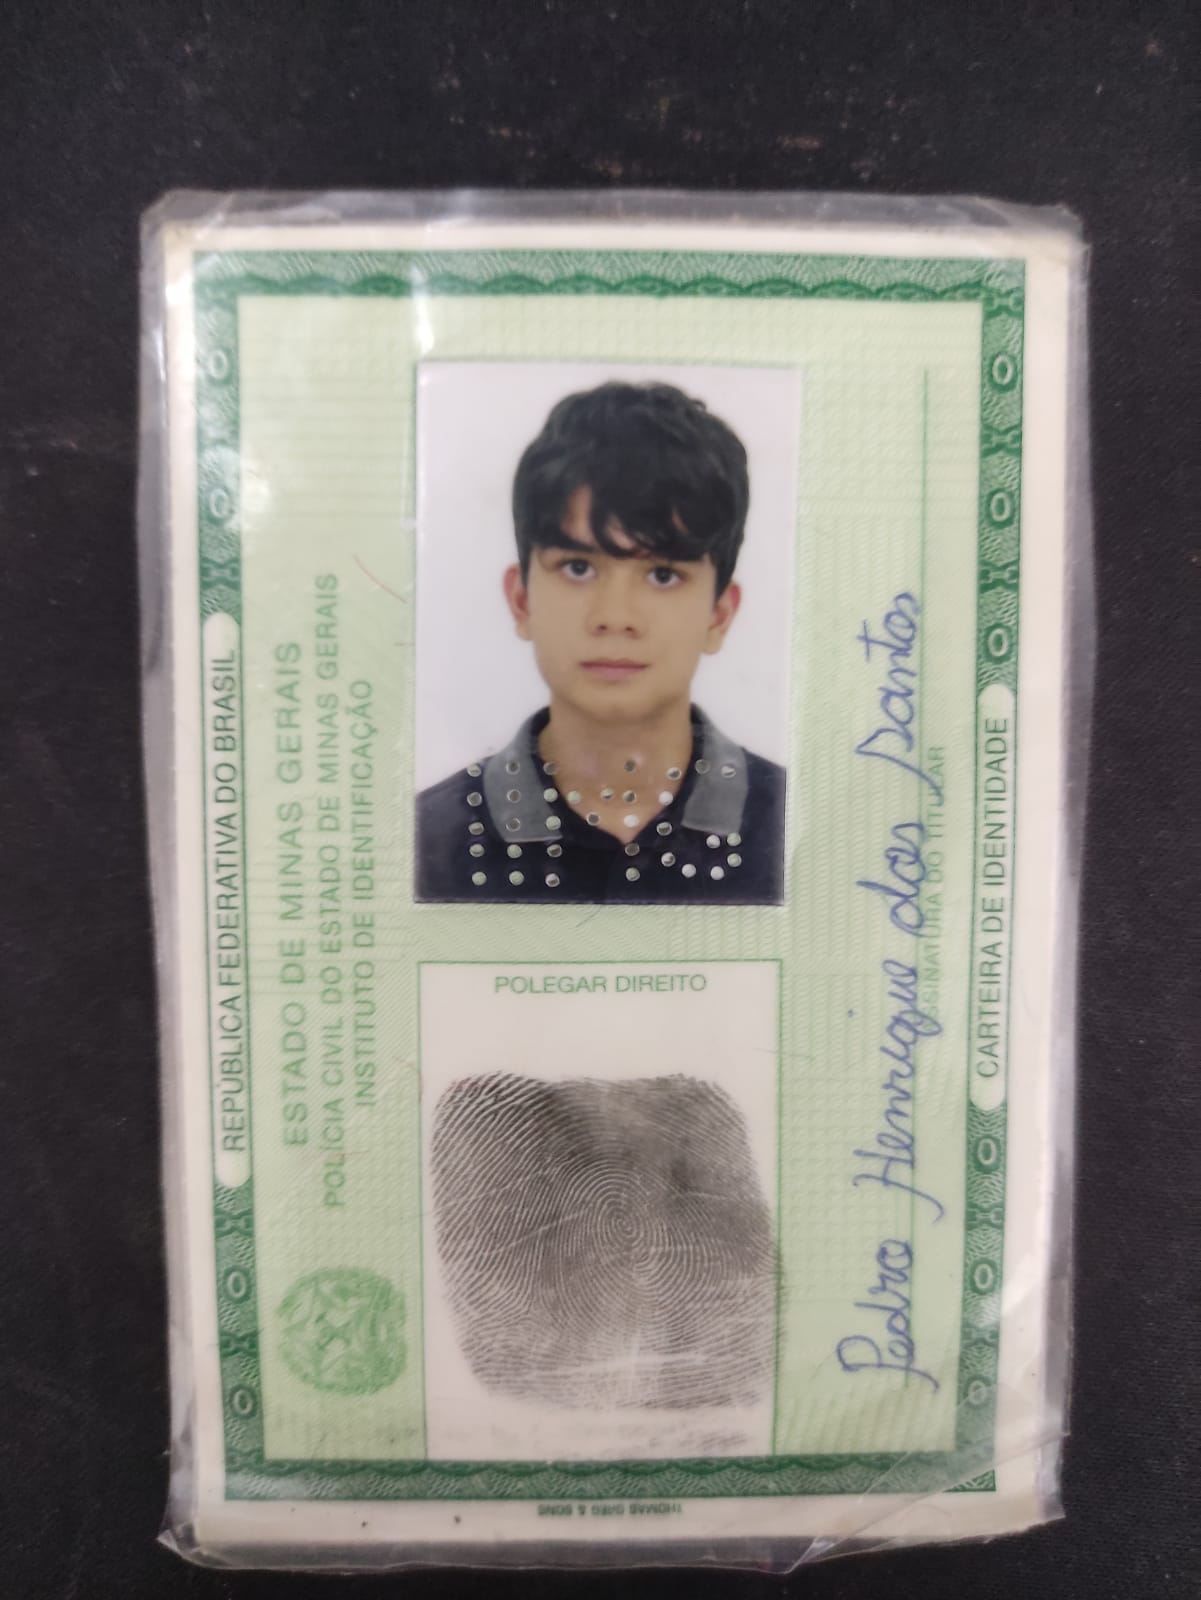 REPÚBLICA FEDERATIVA DO BRASIL
ESTADO DE MINAS GERAIS
POLÍCIA CIVIL DO ESTADO DE MINAS GERAIS
INSTITUTO DE IDENTIFICAÇÃO
POLEGAR DIREITO
Pedro Henrique dos Santos
ASSINATURA DO TITULAR
CARTEIRA DE IDENTIDADE
THOMAS GREG & SONS